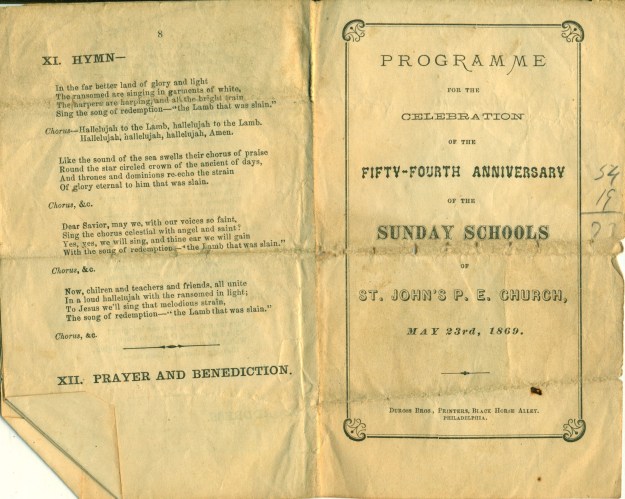 8
XI. HYMN—
In the far better land of glory and light
The ransomed are singing in garments of white,
The harpers are harping, and all the bright train
Sing the song of redemption—"the Lamb that was slain."
Chorus—Hallelujah to the Lamb, hallelujah to the Lamb.
Hallelujah, hallelujah, hallelujah, Amen.
Like the sound of the sea swells their chorus of praise
Round the star circled crown of the ancient of days,
And thrones and dominions re-echo the strain
Of glory eternal to him that was slain.
Chorus, &c.
Dear Savior, may we, with our voices so faint,
Sing the chorus celestial with angel and saint?
Yes, yes, we will sing, and thine ear we will gain
With the song of redemption—"the Lamb that was slain."
Chorus, &c.
Now, chilren and teachers and friends, all unite
In a loud hallelujah with the ransomed in light;
To Jesus we'll sing that melodious strain,
The song of redemption—"the Lamb that was slain."
Chorus, &c.
XII. PRAYER AND BENEDICTION.
PROGRAMME
FOR THE
CELEBRATION
OF THE
FIFTY-FOURTH ANNIVERSARY
OF THE
SUNDAY SCHOOLS
OF
ST. JOHN'S P. E. CHURCH,
MAY 23rd, 1869.
Dubois Bros., Printers, Black Horse Alley.
PHILADELPHIA.
54
19